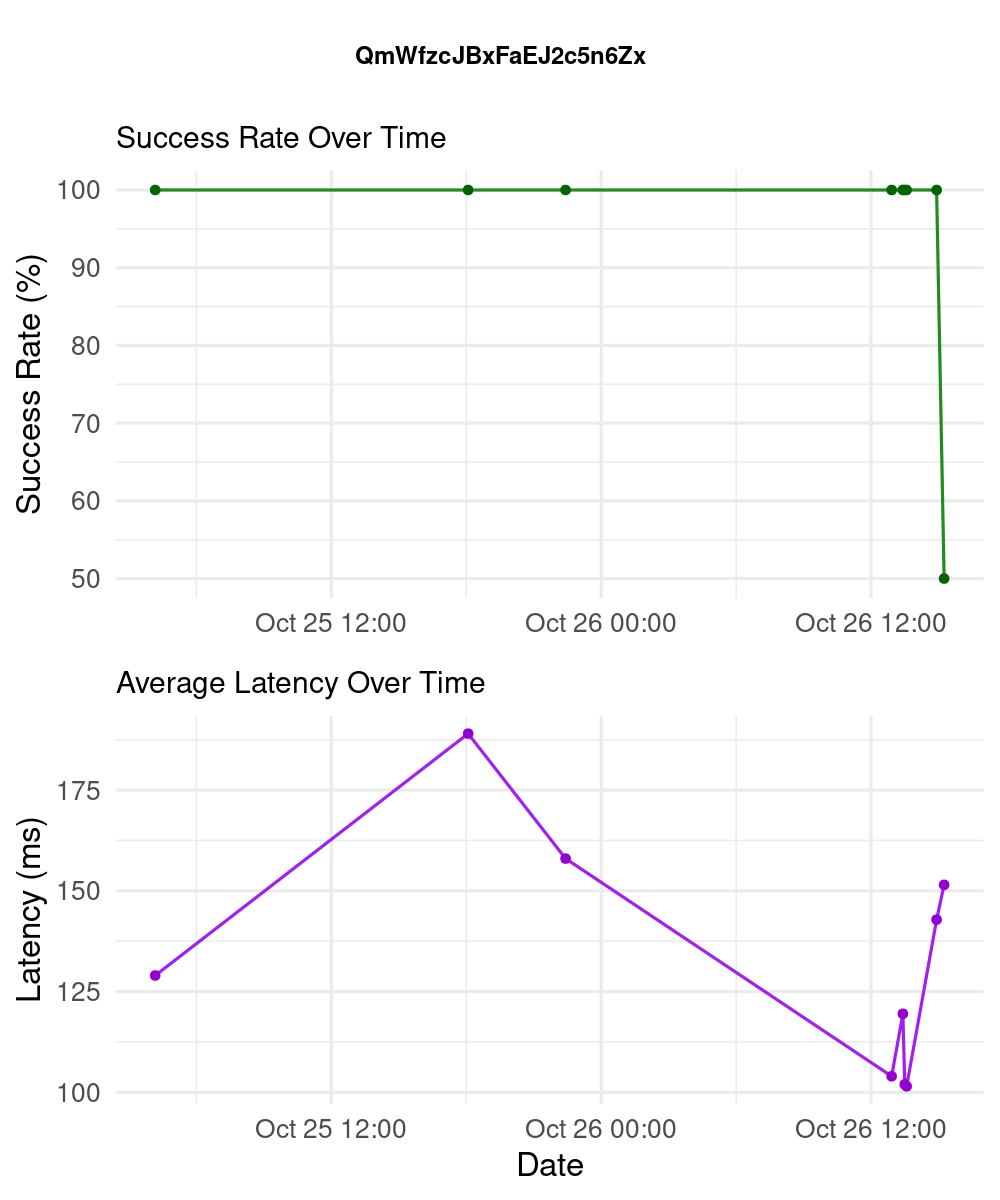 QmWfzcJBxFaEJ2c5n6Zx
Success Rate Over Time
Success Rate (%)
100
90
80
70
60
50
Oct 25 12:00 Oct 26 00:00 Oct 26 12:00
Average Latency Over Time
Latency (ms)
175
150
125
100
Oct 25 12:00 Oct 26 00:00 Oct 26 12:00
Date